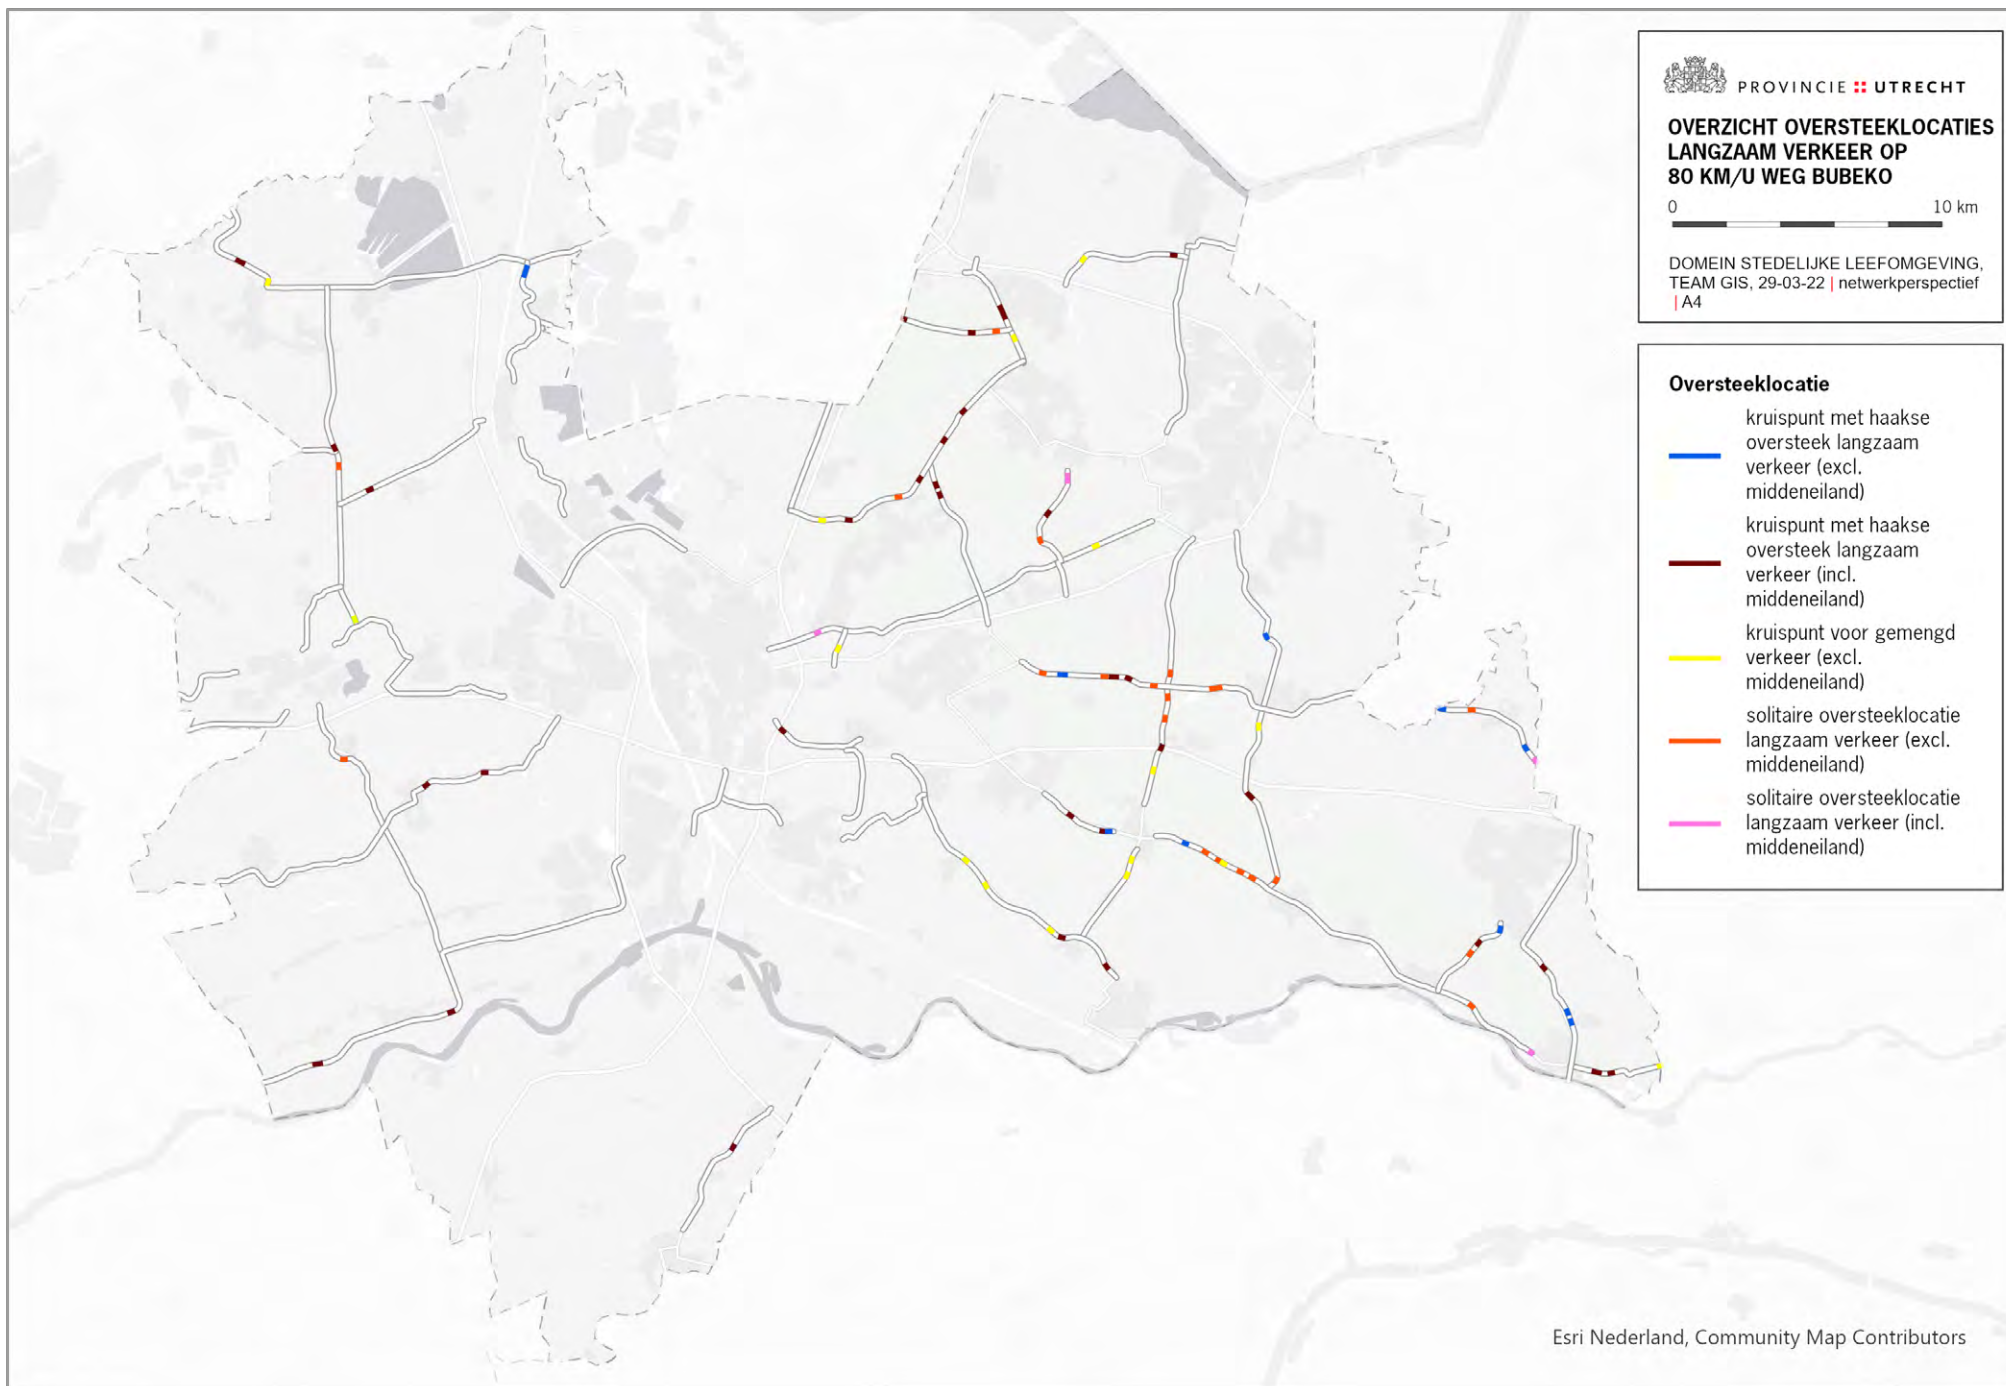 PROVINCIE UTRECHT
OVERZICHT OVERSTEEKLOCATIES
LANGZAAM VERKEER OP
80 KM/U WEG BUBEKO
0 10 km
DOMEIN STEDELIJKE LEEFOMGEVING,
TEAM GIS, 29-03-22 | netwerkperspectief
| A4
Oversteeklocatie
kruispunt met haakse
oversteek langzaam
verkeer (excl.
middeneiland)
kruispunt met haakse
oversteek langzaam
verkeer (incl.
middeneiland)
kruispunt voor gemengd
verkeer (excl.
middeneiland)
solitaire oversteeklocatie
langzaam verkeer (excl.
middeneiland)
solitaire oversteeklocatie
langzaam verkeer (incl.
middeneiland)
Esri Nederland, Community Map Contributors